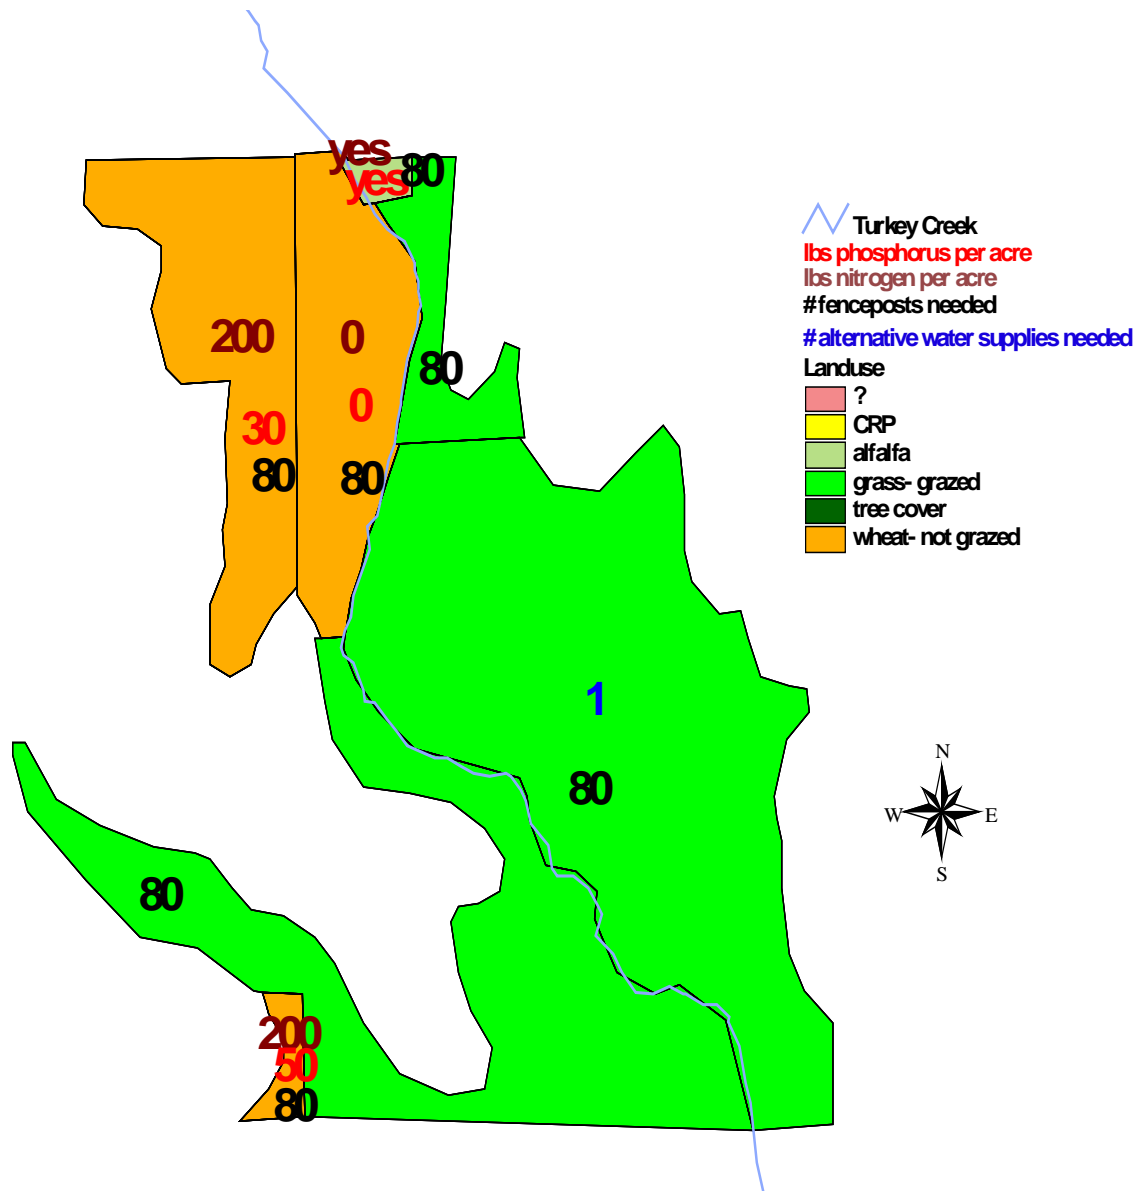 yes
yes
80
Turkey Creek
lbs phosphorus per acre
lbs nitrogen per acre
# fenceposts needed
# alternative water supplies needed
Landuse
?
CRP
alfalfa
grass- grazed
tree cover
wheat- not grazed
200
0
80
30
0
80
80
1
80
N
W
E
S
80
200
50
80